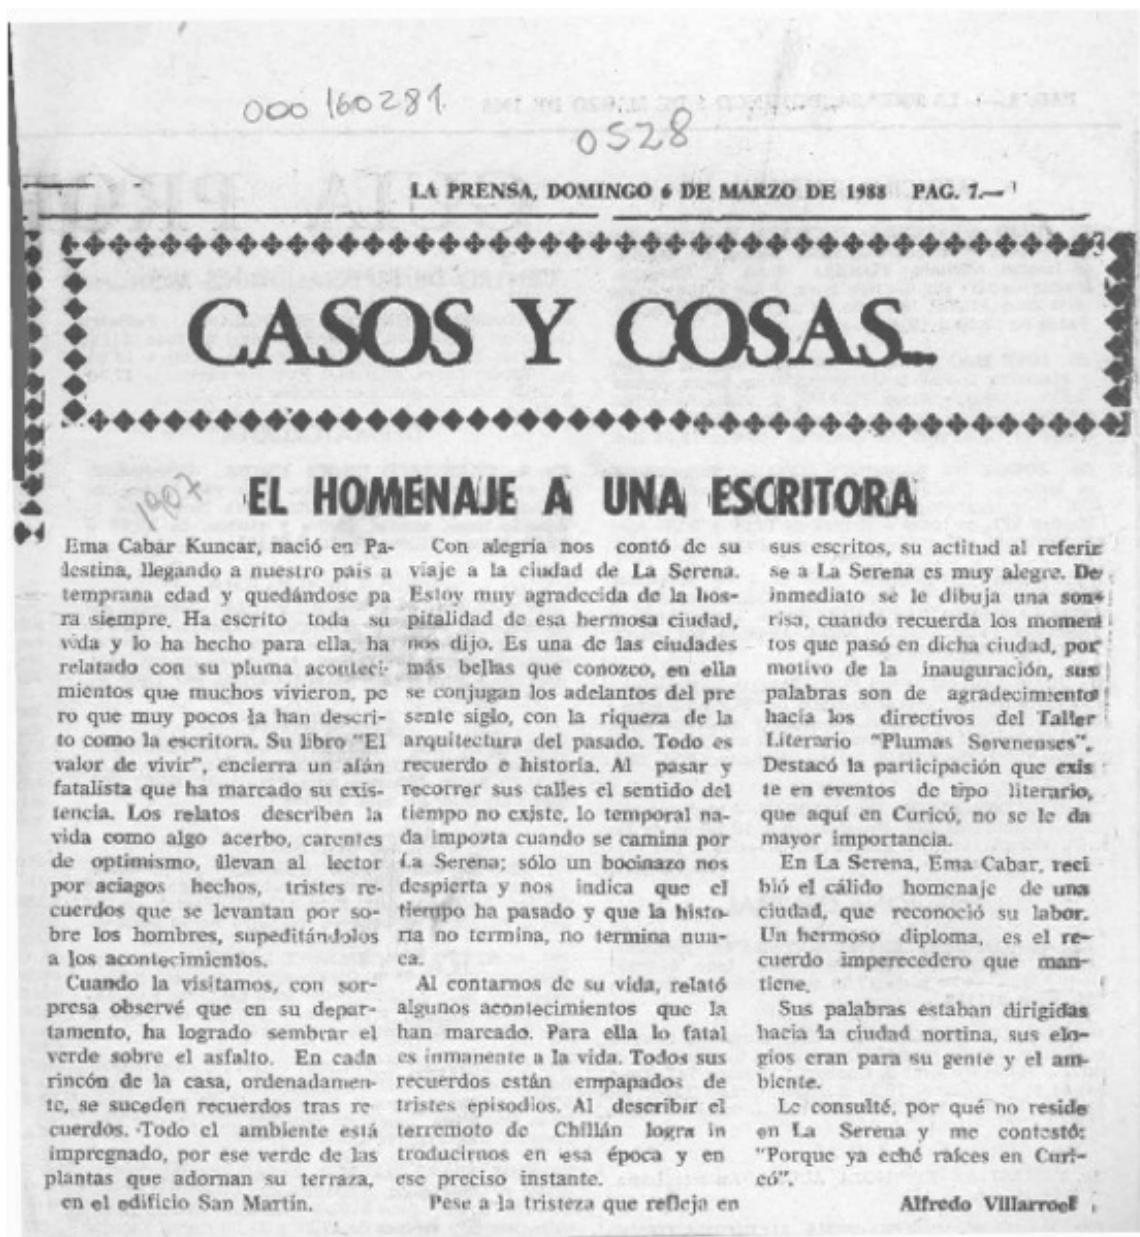 000 160281
0528
LA PRENSA, DOMINGO 6 DE MARZO DE 1988 PAG. 7.—
CASOS Y COSAS...
1907
EL HOMENAJE A UNA ESCRITORA
Ema Cabar Kuncar, nació en Pa-
lestina, llegando a nuestro país a
temprana edad y quedándose pa
ra siempre. Ha escrito toda su
vida y lo ha hecho para ella, ha
relatado con su pluma aconteci-
mientos que muchos vivieron, pe
ro que muy pocos la han descri-
to como la escritora. Su libro "El
valor de vivir", encierra un afán
fatalista que ha marcado su exis-
tencia. Los relatos describen la
vida como algo acerbo, carentes
de optimismo, llevan al lector
por aciagos hechos, tristes re-
cuerdos que se levantan por so-
bre los hombres, supeditándolos
a los acontecimientos.
Cuando la visitamos, con sor-
presa observé que en su depar-
tamento, ha logrado sembrar el
verde sobre el asfalto. En cada
rincón de la casa, ordenadamen-
te, se suceden recuerdos tras re-
cuerdos. Todo el ambiente está
impregnado, por ese verde de las
plantas que adornan su terraza,
en el edificio San Martín.
Con alegría nos contó de su
viaje a la ciudad de La Serena.
Estoy muy agradecida de la hos-
pitalidad de esa hermosa ciudad,
nos dijo. Es una de las ciudades
más bellas que conozco, en ella
se conjugan los adelantos del pre
sente siglo, con la riqueza de la
arquitectura del pasado. Todo es
recuerdo e historia. Al pasar y
recorrer sus calles el sentido del
tiempo no existe, lo temporal na-
da importa cuando se camina por
La Serena; sólo un bocinazo nos
despierta y nos indica que el
tiempo ha pasado y que la histo-
ria no termina, no termina nun-
ca.
Al contarnos de su vida, relató
algunos acontecimientos que la
han marcado. Para ella lo fatal
es inmanente a la vida. Todos sus
recuerdos están empapados de
tristes episodios. Al describir el
terremoto de Chillán logra in
troducirnos en esa época y en
ese preciso instante.
Pese a la tristeza que refleja en
sus escritos, su actitud al referir
se a La Serena es muy alegre. De
inmediato se le dibuja una son-
risa, cuando recuerda los momen
tos que pasó en dicha ciudad, por
motivo de la inauguración, sus
palabras son de agradecimiento
hacia los directivos del Taller
Literario "Plumas Serenenses".
Destacó la participación que exis
te en eventos de tipo literario,
que aquí en Curicó, no se le da
mayor importancia.
En La Serena, Ema Cabar, reci
bió el cálido homenaje de una
ciudad, que reconoció su labor.
Un hermoso diploma, es el re-
cuerdo imperecedero que man-
tiene.
Sus palabras estaban dirigidas
hacia la ciudad nortina, sus elo-
gios eran para su gente y el am-
biente.
Le consulté, por qué no reside
en La Serena y me contestó:
"Porque ya eché raíces en Curi-
có".
Alfredo Villarroel